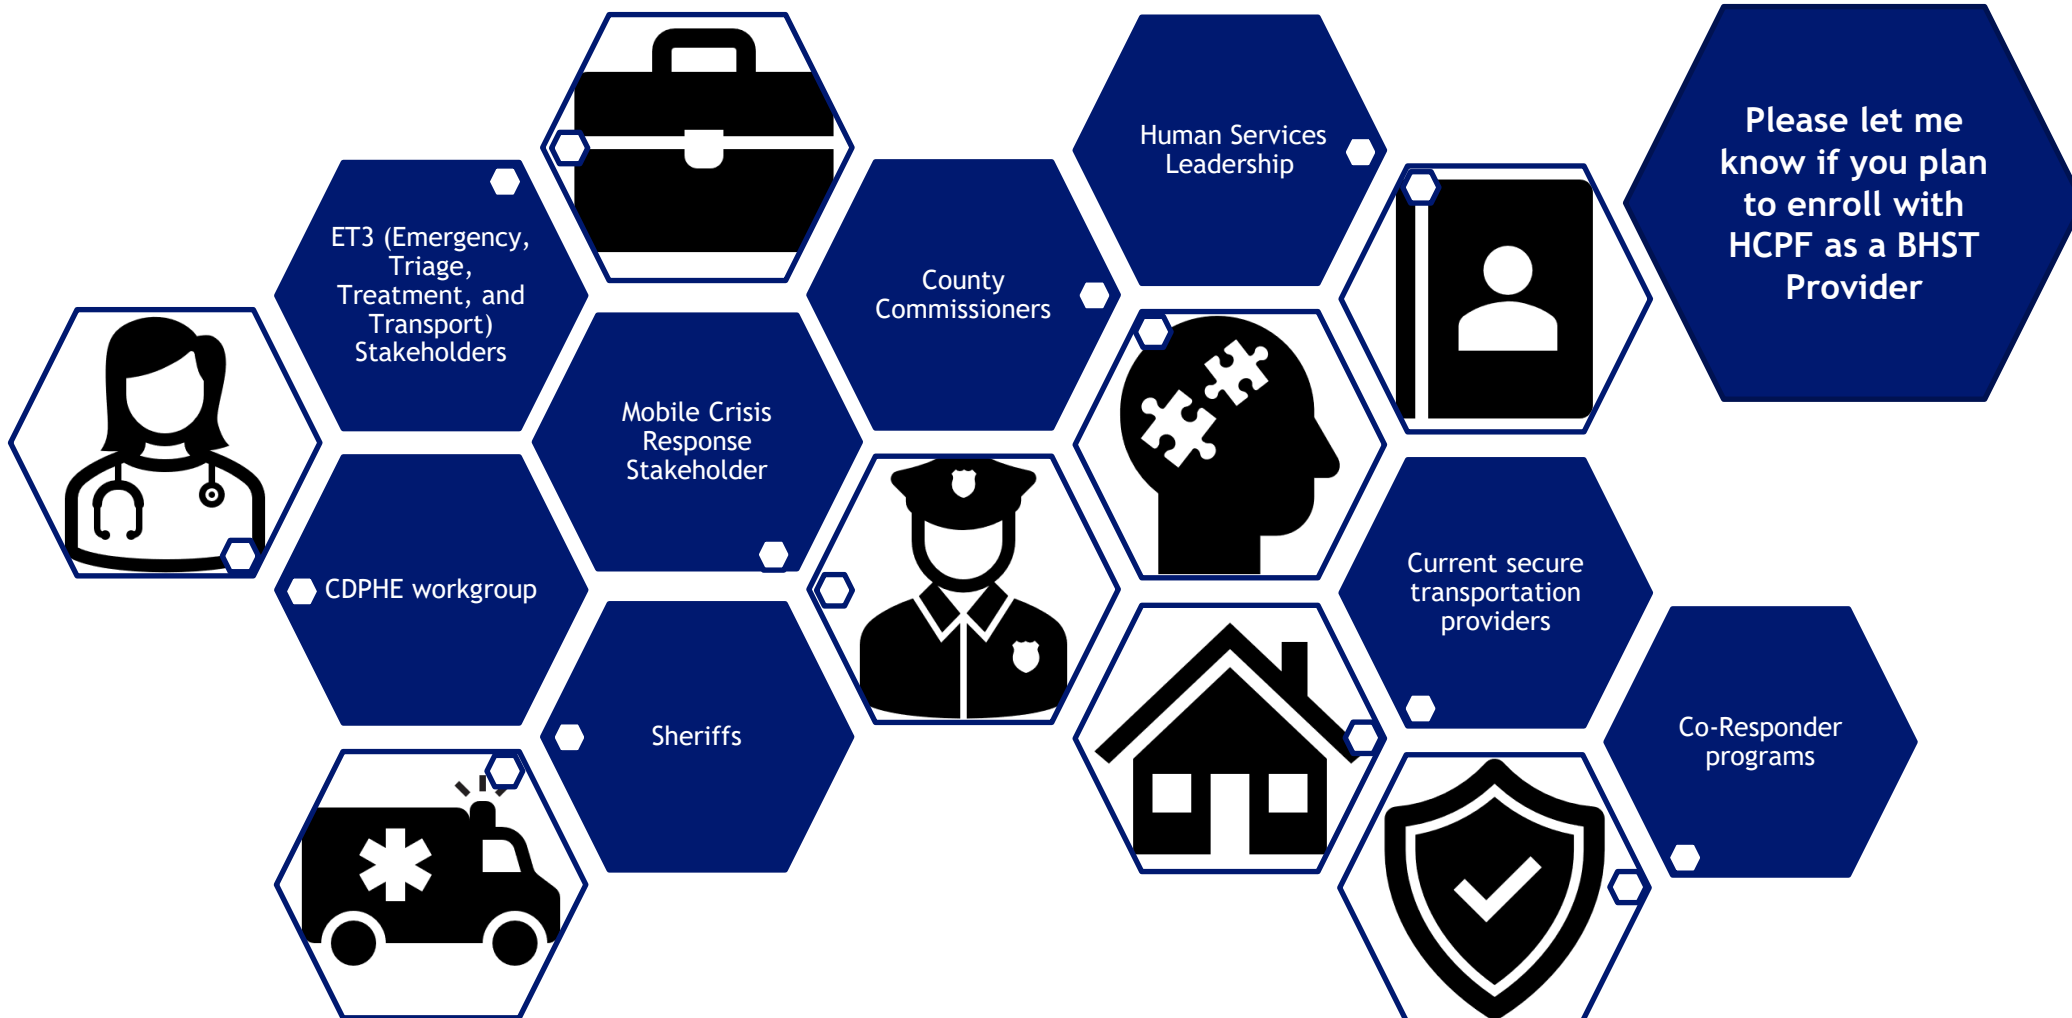 ET3 (Emergency,
Triage,
Treatment, and
Transport)
Stakeholders
CDPHE workgroup
Mobile Crisis
Response
Stakeholder
Sheriffs
County
Commissioners
Human Services
Leadership
Current secure
transportation
providers
Co-Responder
programs
Please let me
know if you plan
to enroll with
HCPF as a BHST
Provider